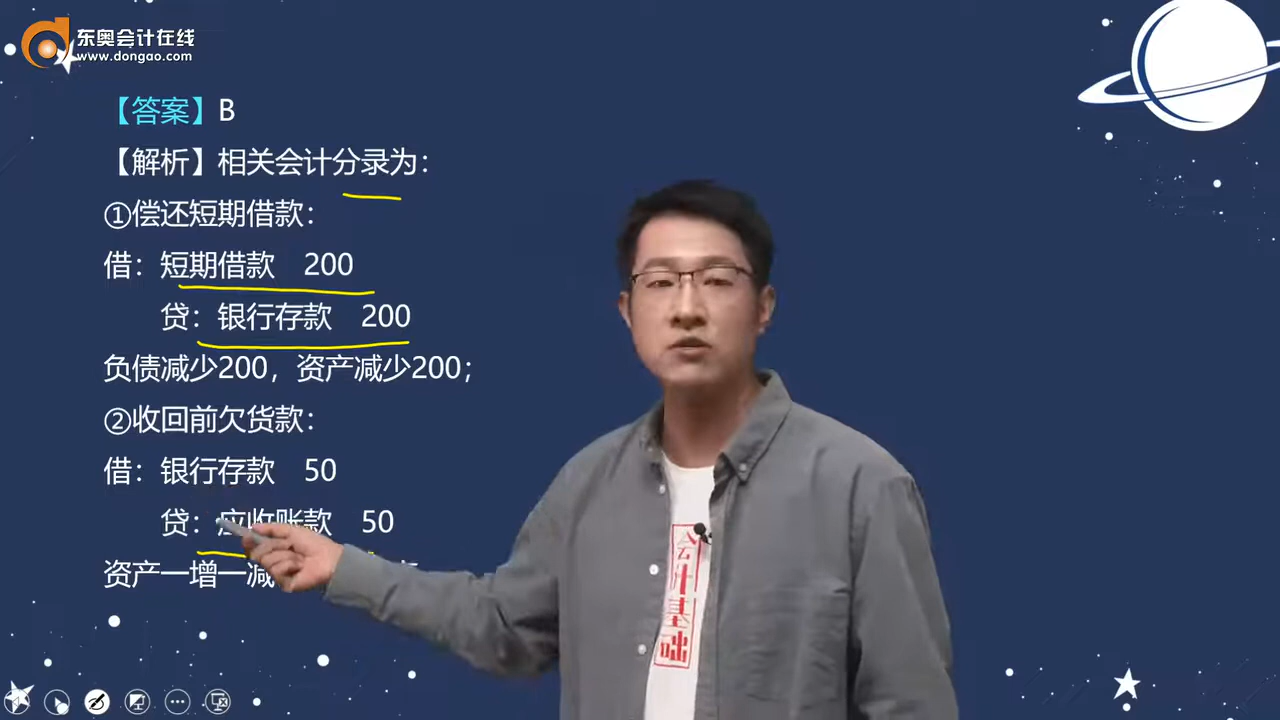 东奥会计在线
www.dongao.com
【答案】B
【解析】相关会计分录为：
①偿还短期借款：
借：短期借款 200
贷：银行存款 200
负债减少200，资产减少200；
②收回前欠货款：
借：银行存款 50
贷：应收账款 50
资产一增一减
会计基础